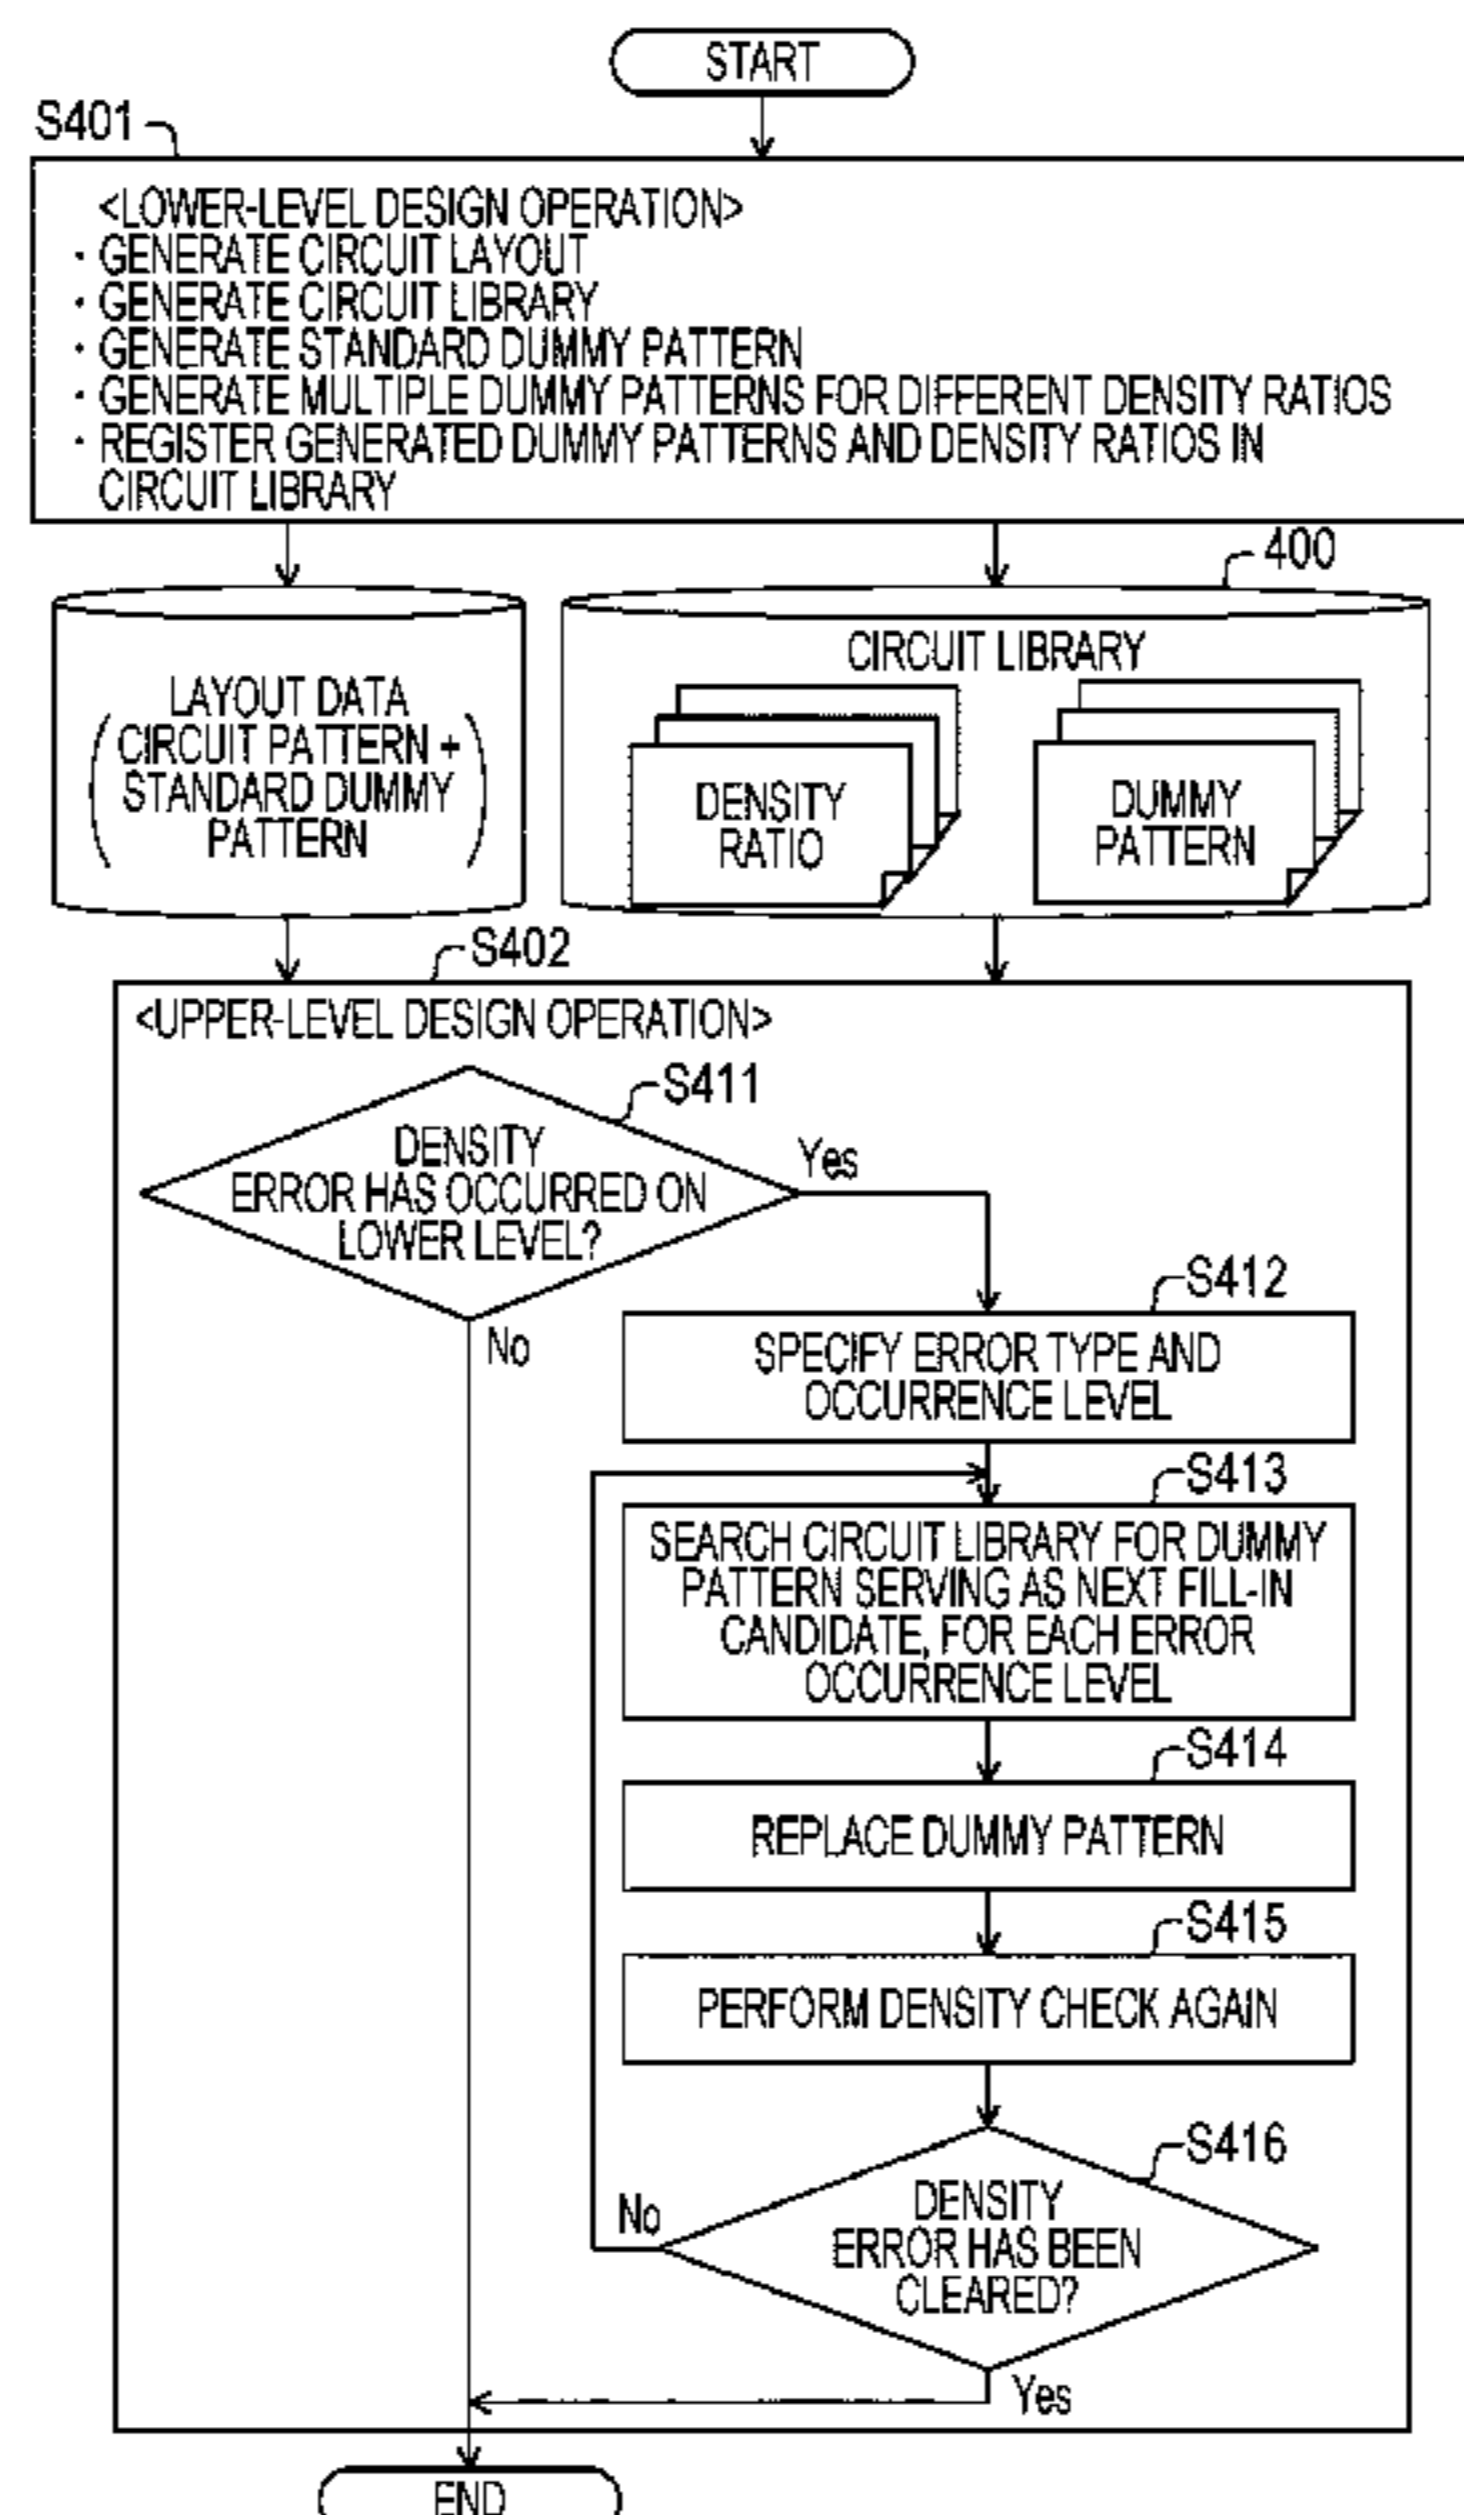 START
S401
<LOWER-LEVEL DESIGN OPERATION>
· GENERATE CIRCUIT LAYOUT
· GENERATE CIRCUIT LIBRARY
· GENERATE STANDARD DUMMY PATTERN
· GENERATE MULTIPLE DUMMY PATTERNS FOR DIFFERENT DENSITY RATIOS
· REGISTER GENERATED DUMMY PATTERNS AND DENSITY RATIOS IN
CIRCUIT LIBRARY
400
LAYOUT DATA
(CIRCUIT PATTERN +
STANDARD DUMMY
PATTERN)
CIRCUIT LIBRARY
DENSITY
RATIO
DUMMY
PATTERN
S402
<UPPER-LEVEL DESIGN OPERATION>
S411
DENSITY
ERROR HAS OCCURRED ON
LOWER LEVEL?
Yes
No
S412
SPECIFY ERROR TYPE AND
OCCURRENCE LEVEL
S413
SEARCH CIRCUIT LIBRARY FOR DUMMY
PATTERN SERVING AS NEXT FILL-IN
CANDIDATE, FOR EACH ERROR
OCCURRENCE LEVEL
S414
REPLACE DUMMY PATTERN
S415
PERFORM DENSITY CHECK AGAIN
S416
DENSITY
ERROR HAS BEEN
CLEARED?
No
Yes
END